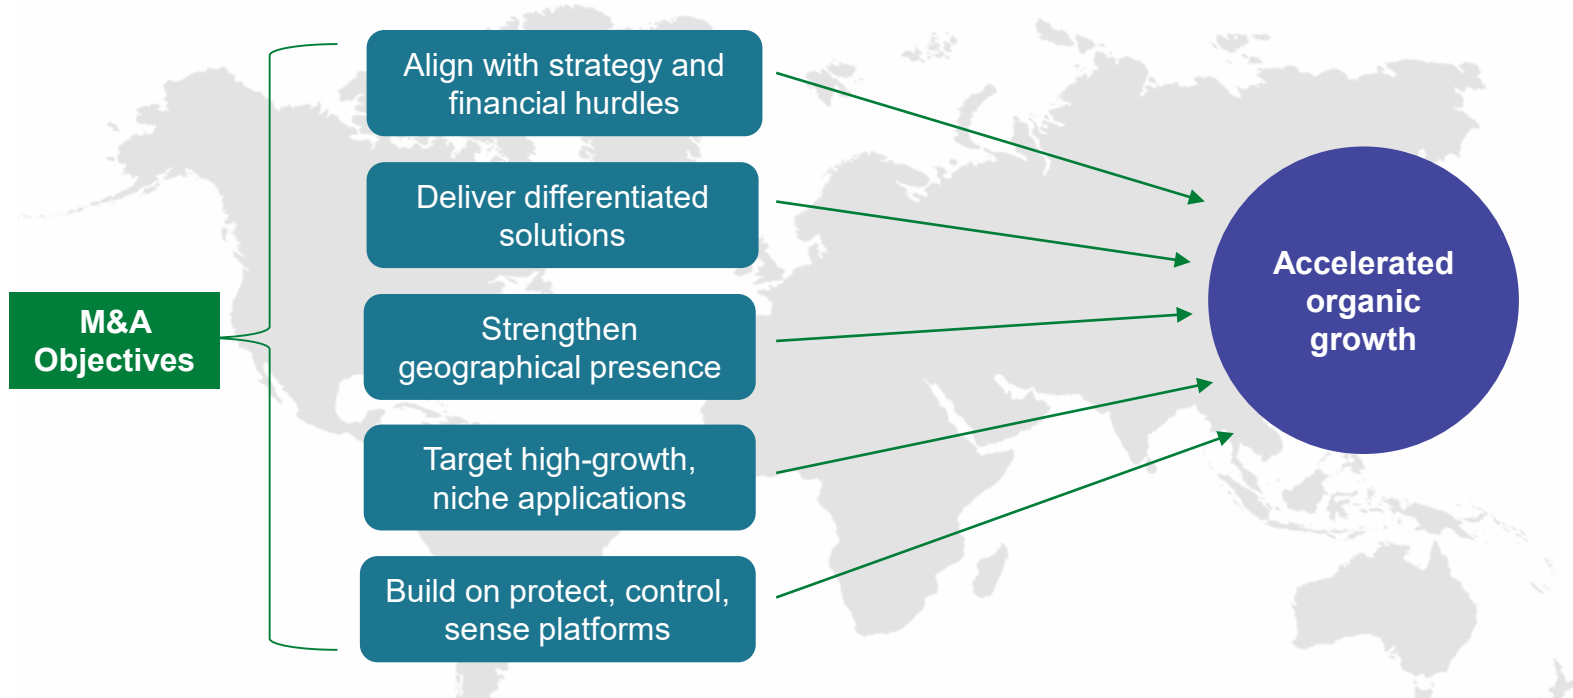 M&A
Objectives
Align with strategy and
financial hurdles
Deliver differentiated
solutions
Strengthen
geographical presence
Target high-growth,
niche applications
Build on protect, control,
sense platforms
Accelerated
organic
growth